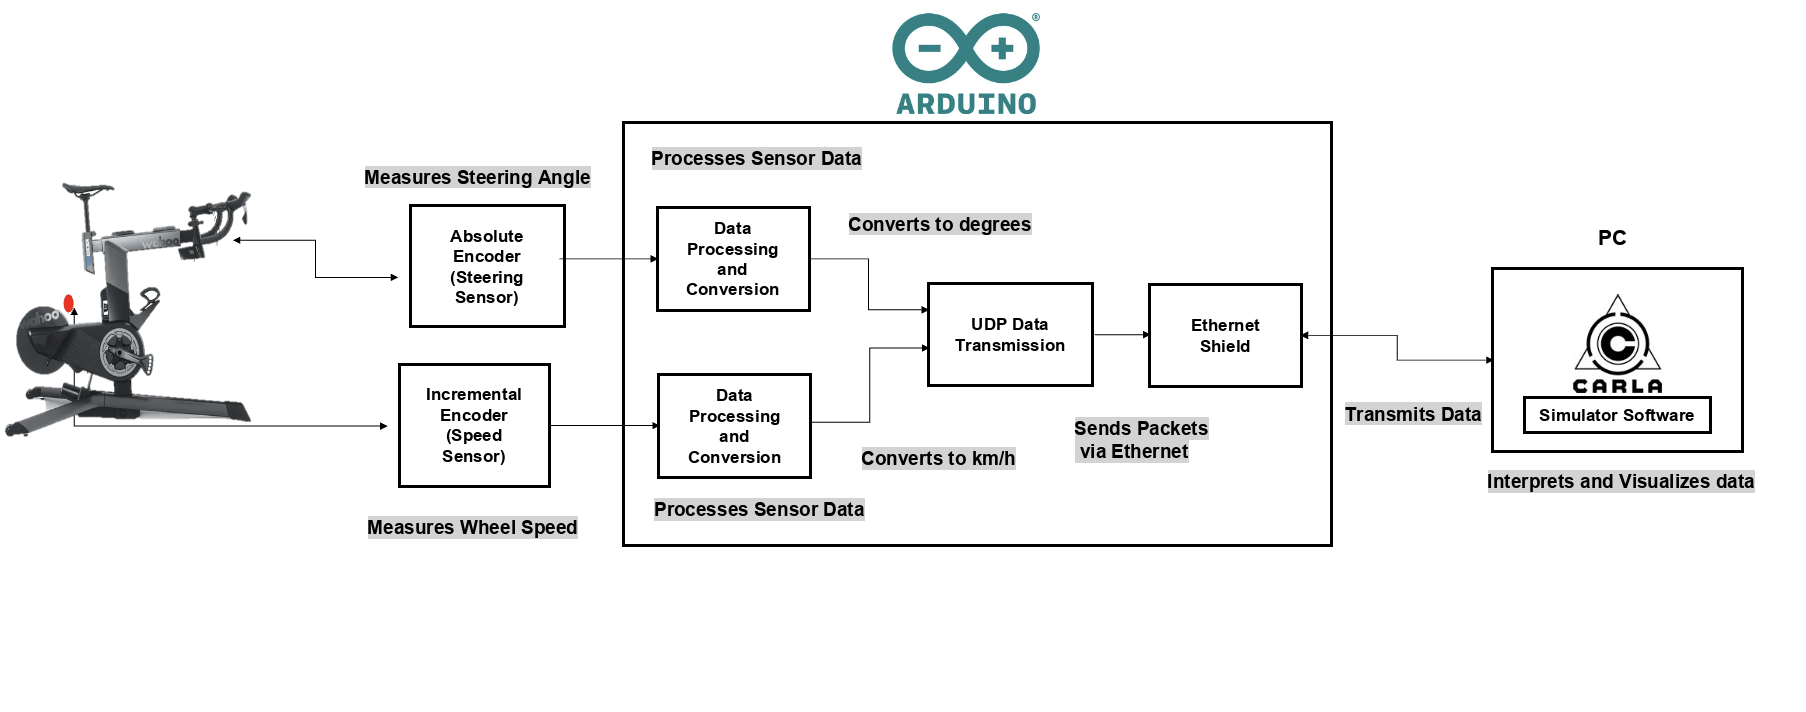 ®
ARDUINO
Processes Sensor Data
Measures Steering Angle
Absolute
Encoder
(Steering
Sensor)
Data
Processing
and
Conversion
Converts to degrees
wahoo
wahoo
UDP Data
Transmission
Ethernet
Shield
PC
C
CARLA
Simulator Software
Transmits Data
Interprets and Visualizes data
Incremental
Encoder
(Speed
Sensor)
Data
Processing
and
Conversion
Converts to km/h
Sends Packets
via Ethernet
Processes Sensor Data
Measures Wheel Speed